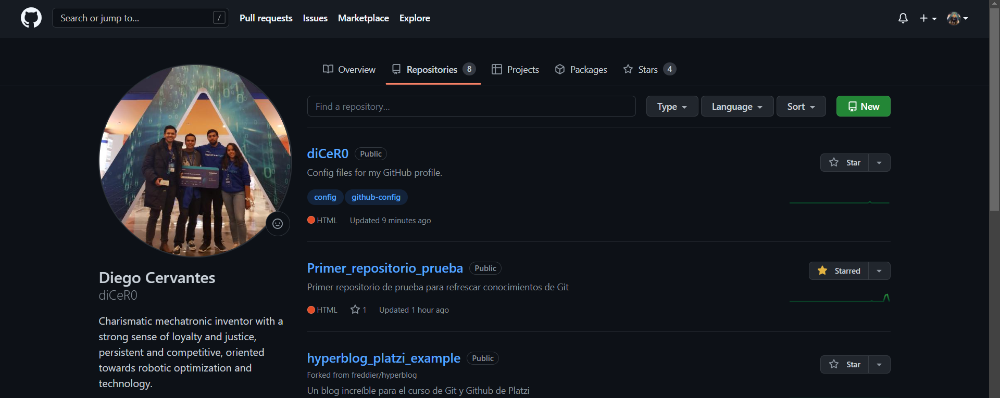 Search or jump to...
/
Pull requests
Issues
Marketplace
Explore
Overview
Repositories 8
Projects
Packages
Stars 4
Find a repository...
Type
Language
Sort
New
diCeR0 Public
Star
Config files for my GitHub profile.
config github-config
HTML Updated 9 minutes ago
Primer_repositorio_prueba Public
Starred
Primer repositorio de prueba para refrescar conocimientos de Git
HTML 1 Updated 1 hour ago
hyperblog_platzi_example Public
Star
Forked from freddier/hyperblog
Un blog increíble para el curso de Git y Github de Platzi
Diego Cervantes
diCeR0
Charismatic mechatronic inventor with a
strong sense of loyalty and justice,
persistent and competitive, oriented
towards robotic optimization and
technology.